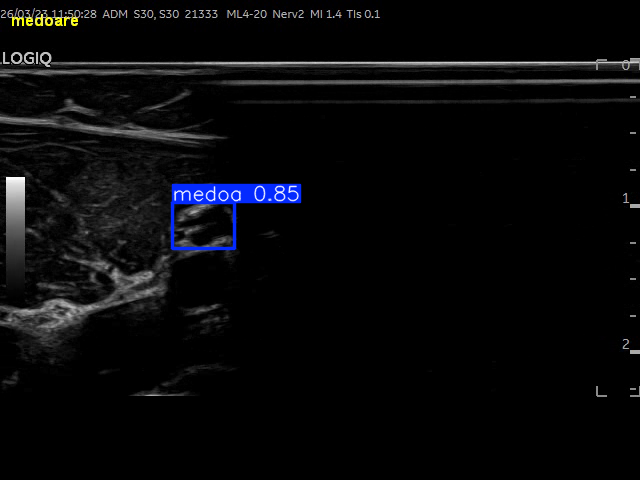 26/03/23 11:50:28 ADM S30, S30 21333 ML4-20 Nerv2 MI 1.4 TIs 0.1
medoare
LOGIQ
0
medoa 0.85
1
2